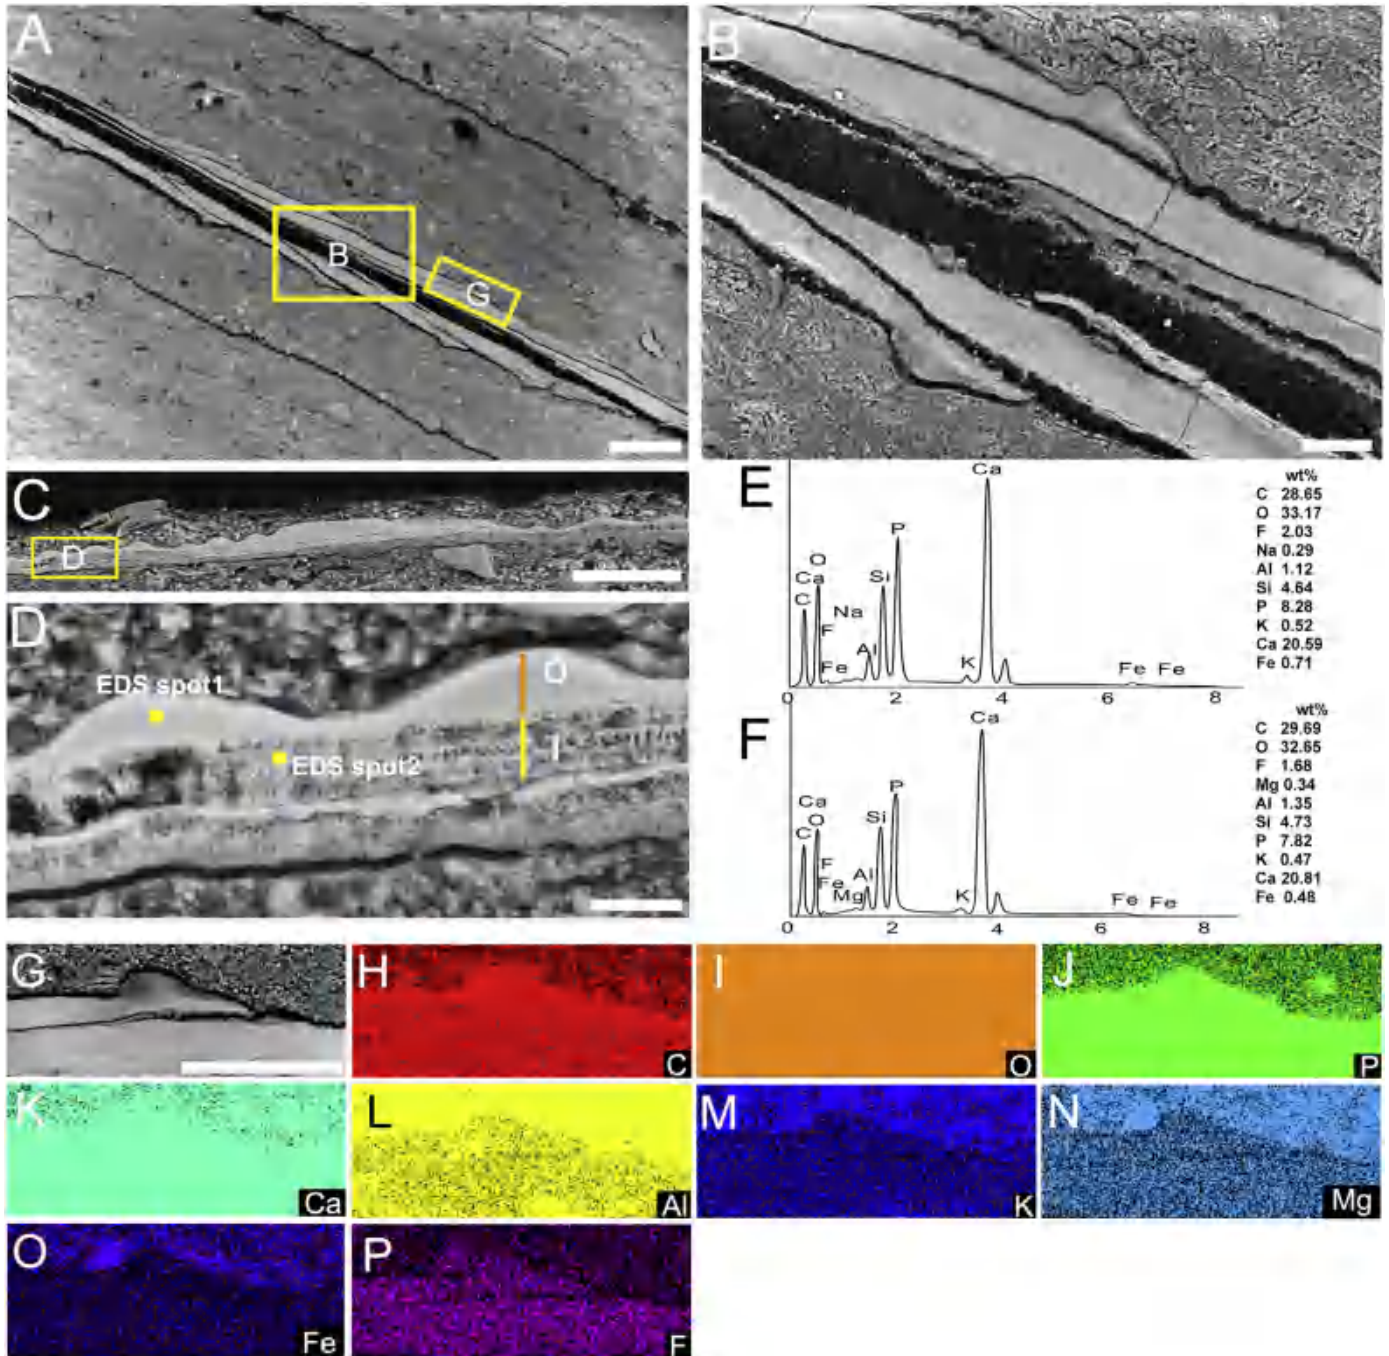 A
B
G
B
C
D
D
EDS spot1
EDS spot2
O
I
E
Ca
P
O
Ca
C
Si
Na
F
Fe
Al
K
Fe Fe
0 2 4 6 8
wt%
C 28.65
O 33.17
F 2.03
Na 0.29
Al 1.12
Si 4.64
P 8.28
K 0.52
Ca 20.59
Fe 0.71
F
Ca
Ca
O
C
P
Si
F
Al
Fe
Mg
K
Fe Fe
0 2 4 6 8
wt%
C 29.69
O 32.65
F 1.68
Mg 0.34
Al 1.35
Si 4.73
P 7.82
K 0.47
Ca 20.81
Fe 0.48
G
H
C
I
O
J
P
K
Ca
L
Al
M
K
N
Mg
O
Fe
P
F